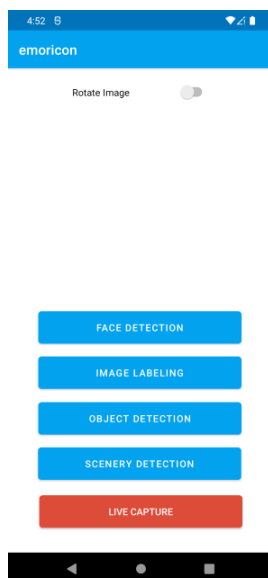 4:52
emoricon
Rotate Image
FACE DETECTION
IMAGE LABELING
OBJECT DETECTION
SCENERY DETECTION
LIVE CAPTURE